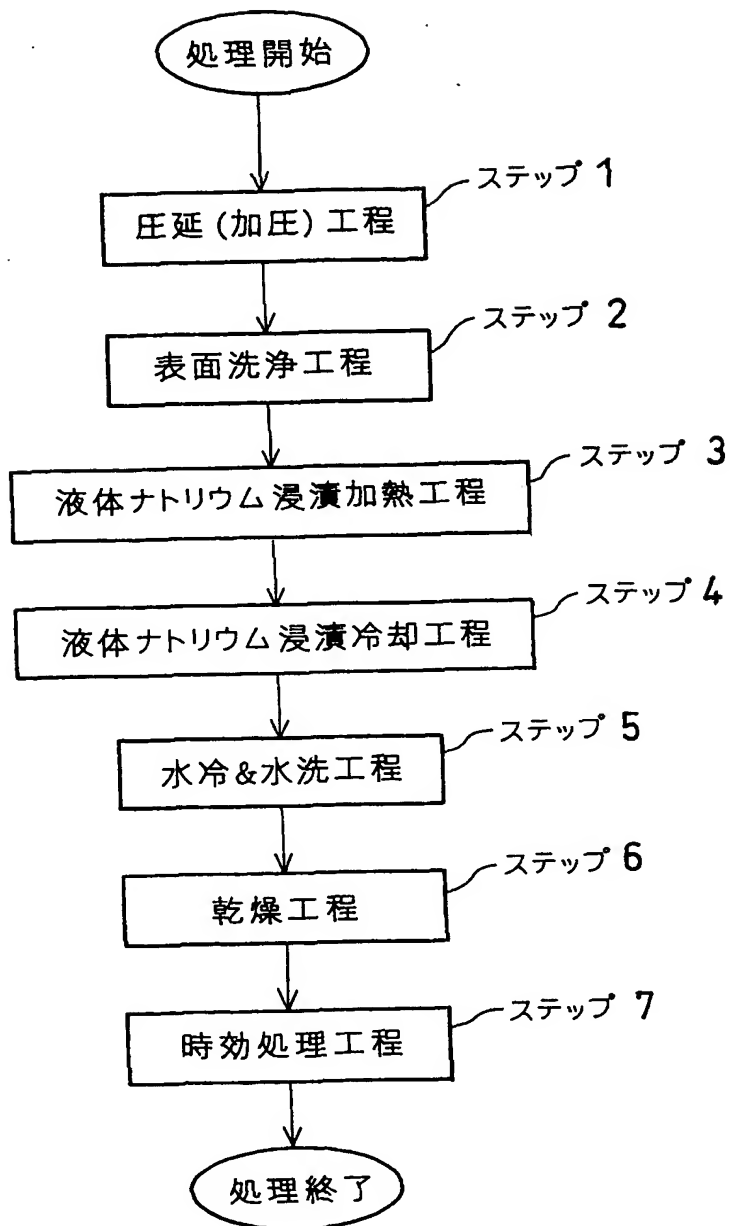 処理開始
ステップ 1
圧延(加圧)工程
ステップ 2
表面洗浄工程
ステップ 3
液体ナトリウム浸漬加熱工程
ステップ 4
液体ナトリウム浸漬冷却工程
ステップ 5
水冷&水洗工程
ステップ 6
乾燥工程
ステップ 7
時効処理工程
処理終了